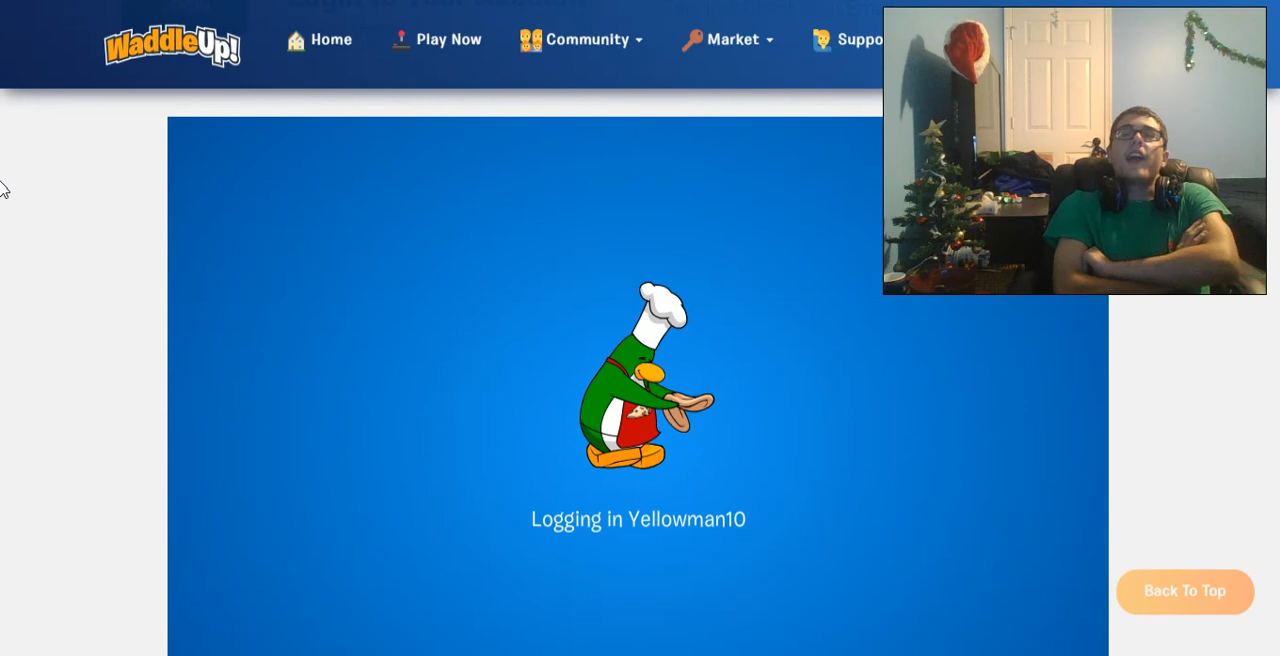 WaddleUp!
Home
Play Now
Community
Market
Suppo
Logging in Yellowman10
Back To Top